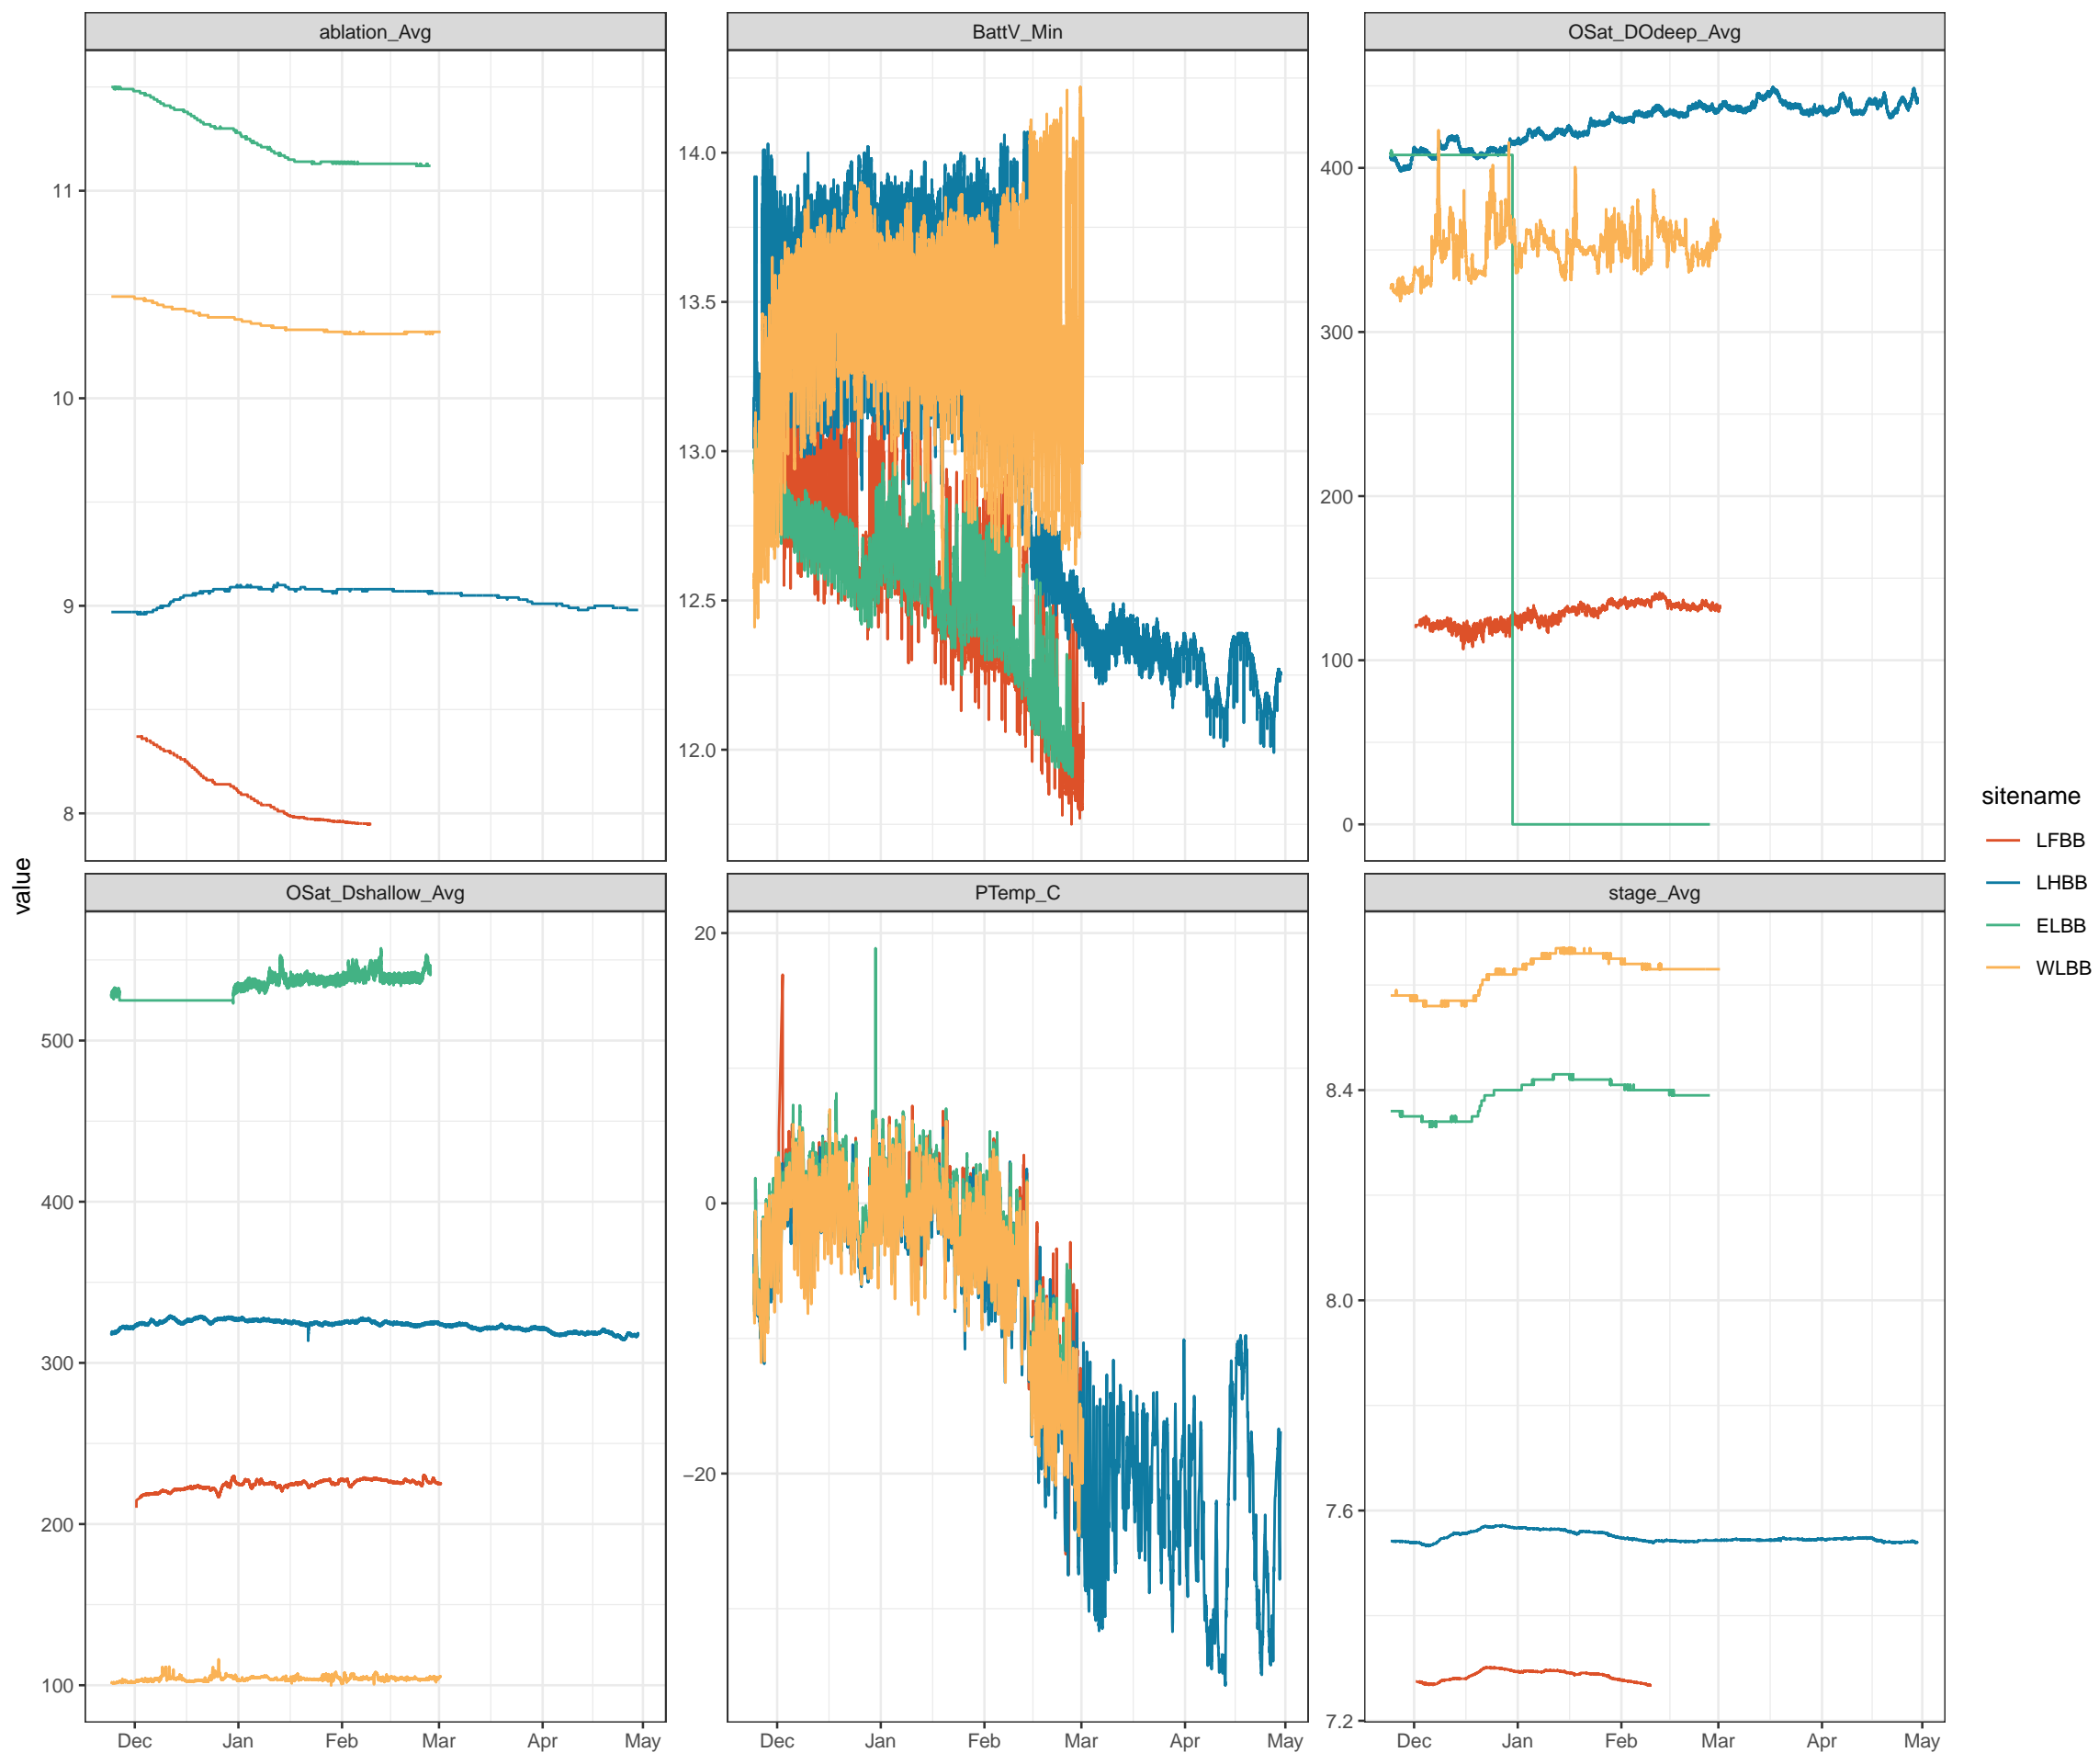 ablation_Avg
BattV_Min
OSat_DOdeep_Avg
11
10
9
8
14.0
13.5
13.0
12.5
12.0
400
300
200
100
0
value
OSat_Dshallow_Avg
PTemp_C
stage_Avg
500
400
300
200
100
20
0
−20
8.4
8.0
7.6
7.2
Dec Jan Feb Mar Apr May
Dec Jan Feb Mar Apr May
Dec Jan Feb Mar Apr May
sitename
LFBB
LHBB
ELBB
WLBB